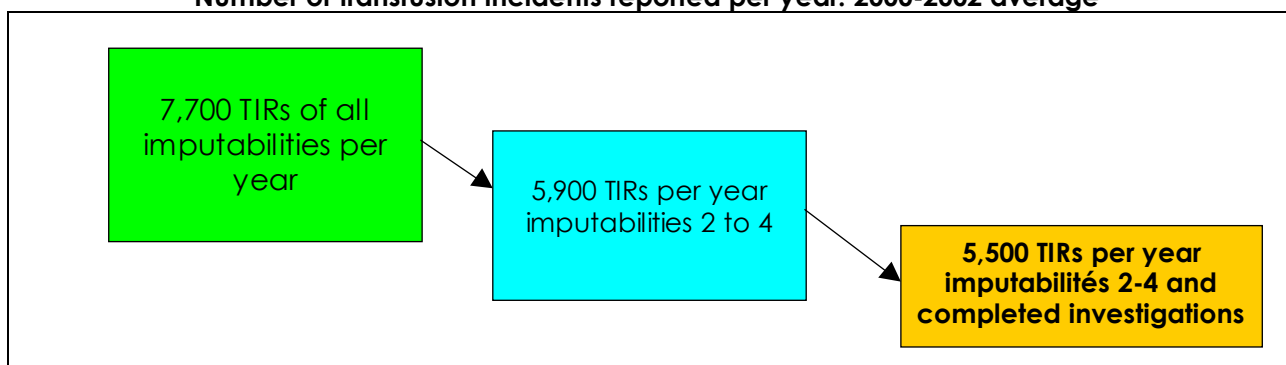 Number of transfusion incidents reported per year: 2000-2002 average
7,700 TIRs of all
imputabilities per
year
5,900 TIRs per year
imputabilities 2 to 4
5,500 TIRs per year
imputabilités 2-4 and
completed investigations